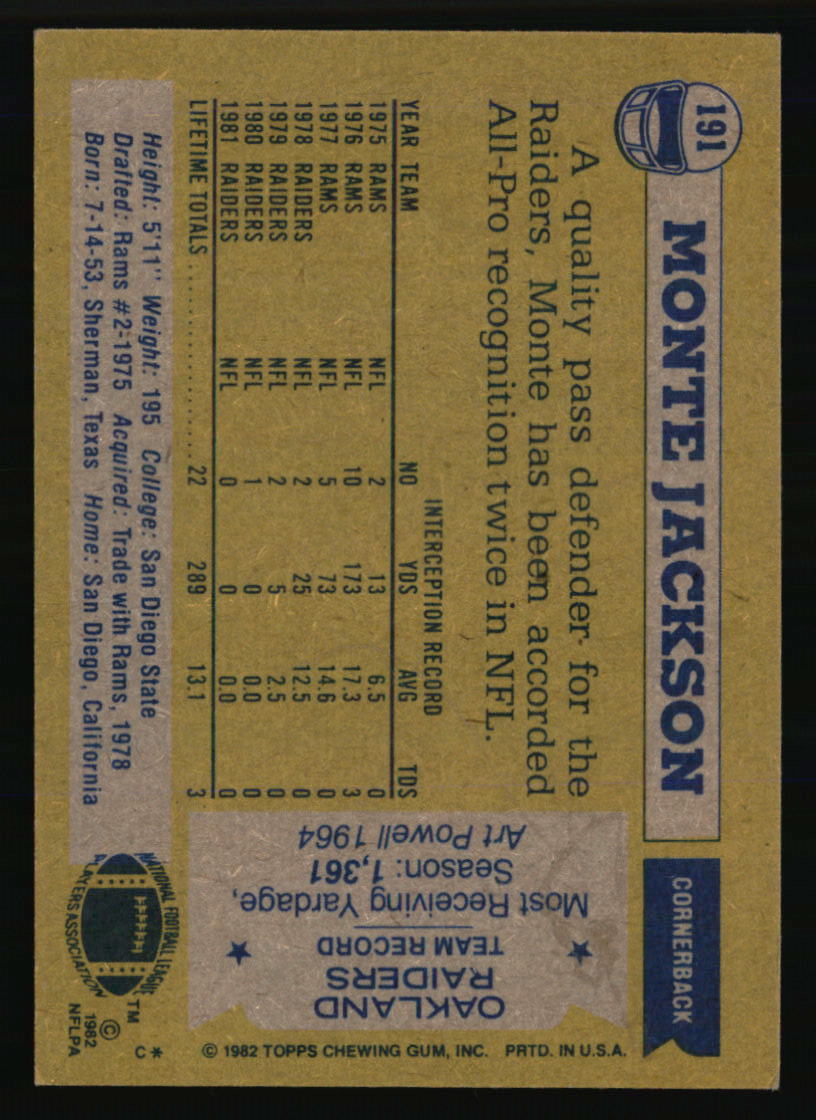 191
MONTE JACKSON
CORNERBACK
A quality pass defender for the
Raiders, Monte has been accorded
All-Pro recognition twice in NFL.
INTERCEPTION RECORD
YEAR TEAM NO YDS AVG TDS
1975 RAMS NFL 2 13 6.5 0
1976 RAMS NFL 10 173 17.3 3
1977 RAMS NFL 5 73 14.6 0
1978 RAIDERS NFL 2 25 12.5 0
1979 RAIDERS NFL 2 5 2.5 0
1980 RAIDERS NFL 1 0 0.0 0
1981 RAIDERS NFL 0 0 0.0 0
LIFETIME TOTALS .................... 22 289 13.1 3
Height: 5'11" Weight: 195 College: San Diego State
Drafted: Rams #2-1975 Acquired: Trade with Rams, 1978
Born: 7-14-53, Sherman, Texas Home: San Diego, California
OAKLAND
RAIDERS
TEAM RECORD
Most Receiving Yardage,
Season: 1,361
Art Powell 1964
NATIONAL FOOTBALL LEAGUE
PLAYERS ASSOCIATION
TM
©
1982
NFLPA
C*
© 1982 TOPPS CHEWING GUM, INC. PRTD. IN U.S.A.